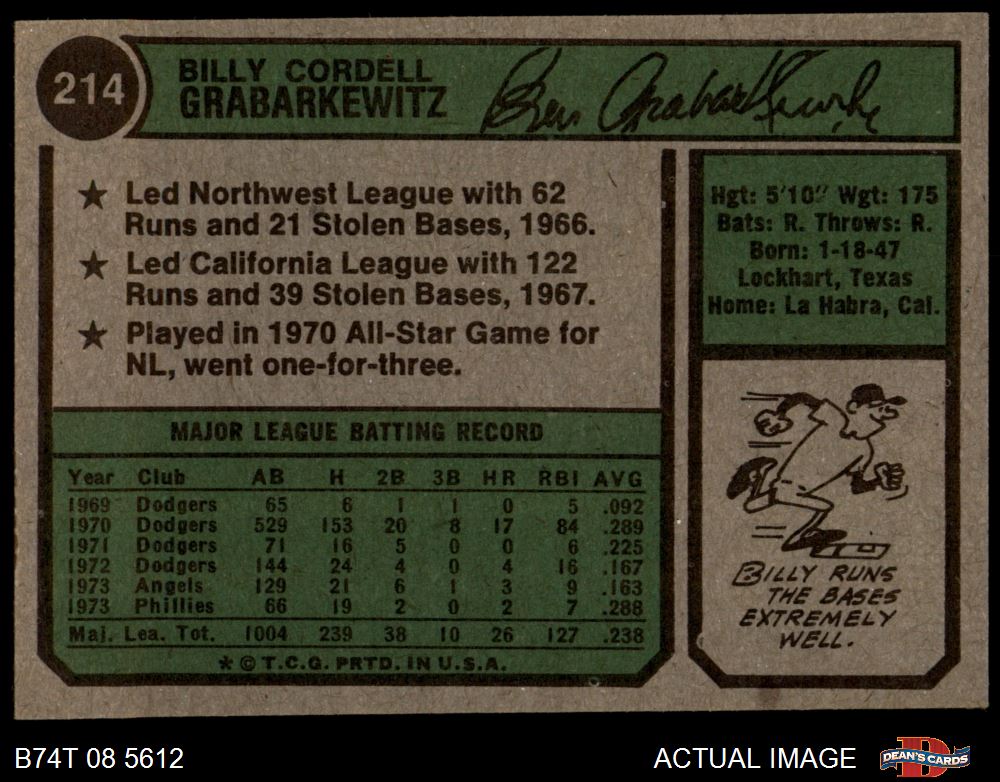 214
BILLY CORDELL
GRABARKEWITZ
Billy Grabarkewitz
★ Led Northwest League with 62
Runs and 21 Stolen Bases, 1966.
★ Led California League with 122
Runs and 39 Stolen Bases, 1967.
★ Played in 1970 All-Star Game for
NL, went one-for-three.
Hgt: 5'10" Wgt: 175
Bats: R. Throws: R.
Born: 1-18-47
Lockhart, Texas
Home: La Habra, Cal.
MAJOR LEAGUE BATTING RECORD
Year Club AB H 2B 3B HR RBI AVG
1969 Dodgers 65 6 1 1 0 5 .092
1970 Dodgers 529 153 20 8 17 84 .289
1971 Dodgers 71 16 5 0 0 6 .225
1972 Dodgers 144 24 4 0 4 16 .167
1973 Angels 129 21 6 1 3 9 .163
1973 Phillies 66 19 2 0 2 7 .288
Maj. Lea. Tot. 1004 239 38 10 26 127 .238
* © T.C.G. PRTD. IN U.S.A.
BILLY RUNS
THE BASES
EXTREMELY
WELL.
B74T 08 5612
ACTUAL IMAGE
DEAN'S CARDS